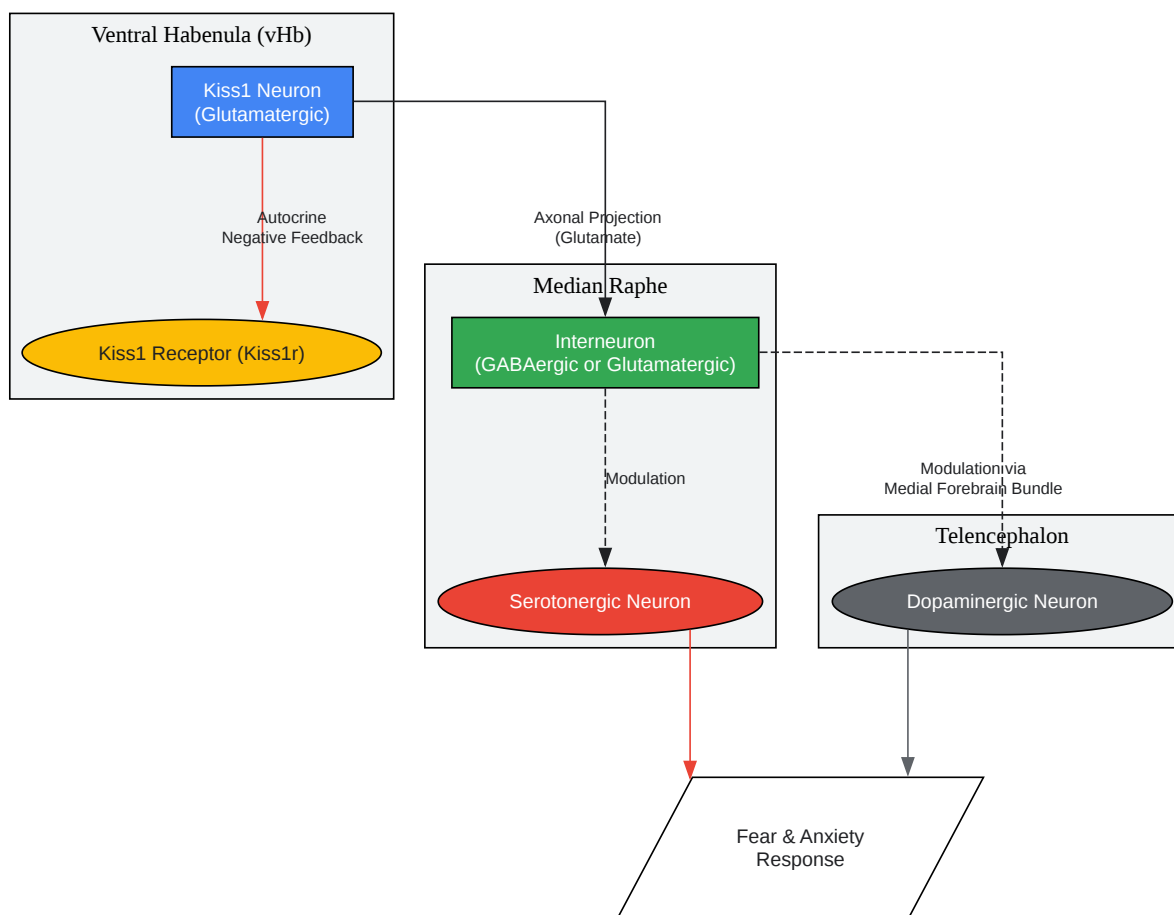 Ventral Habenula (vHb)
Kiss1 Neuron
(Glutamatergic)
Autocrine
Negative Feedback
Axonal Projection
(Glutamate)
Kiss1 Receptor (Kiss1r)
Median Raphe
Interneuron
(GABAergic or Glutamatergic)
Modulation
Modulation via
Medial Forebrain Bundle
Telencephalon
Serotonergic Neuron
Dopaminergic Neuron
Fear & Anxiety
Response